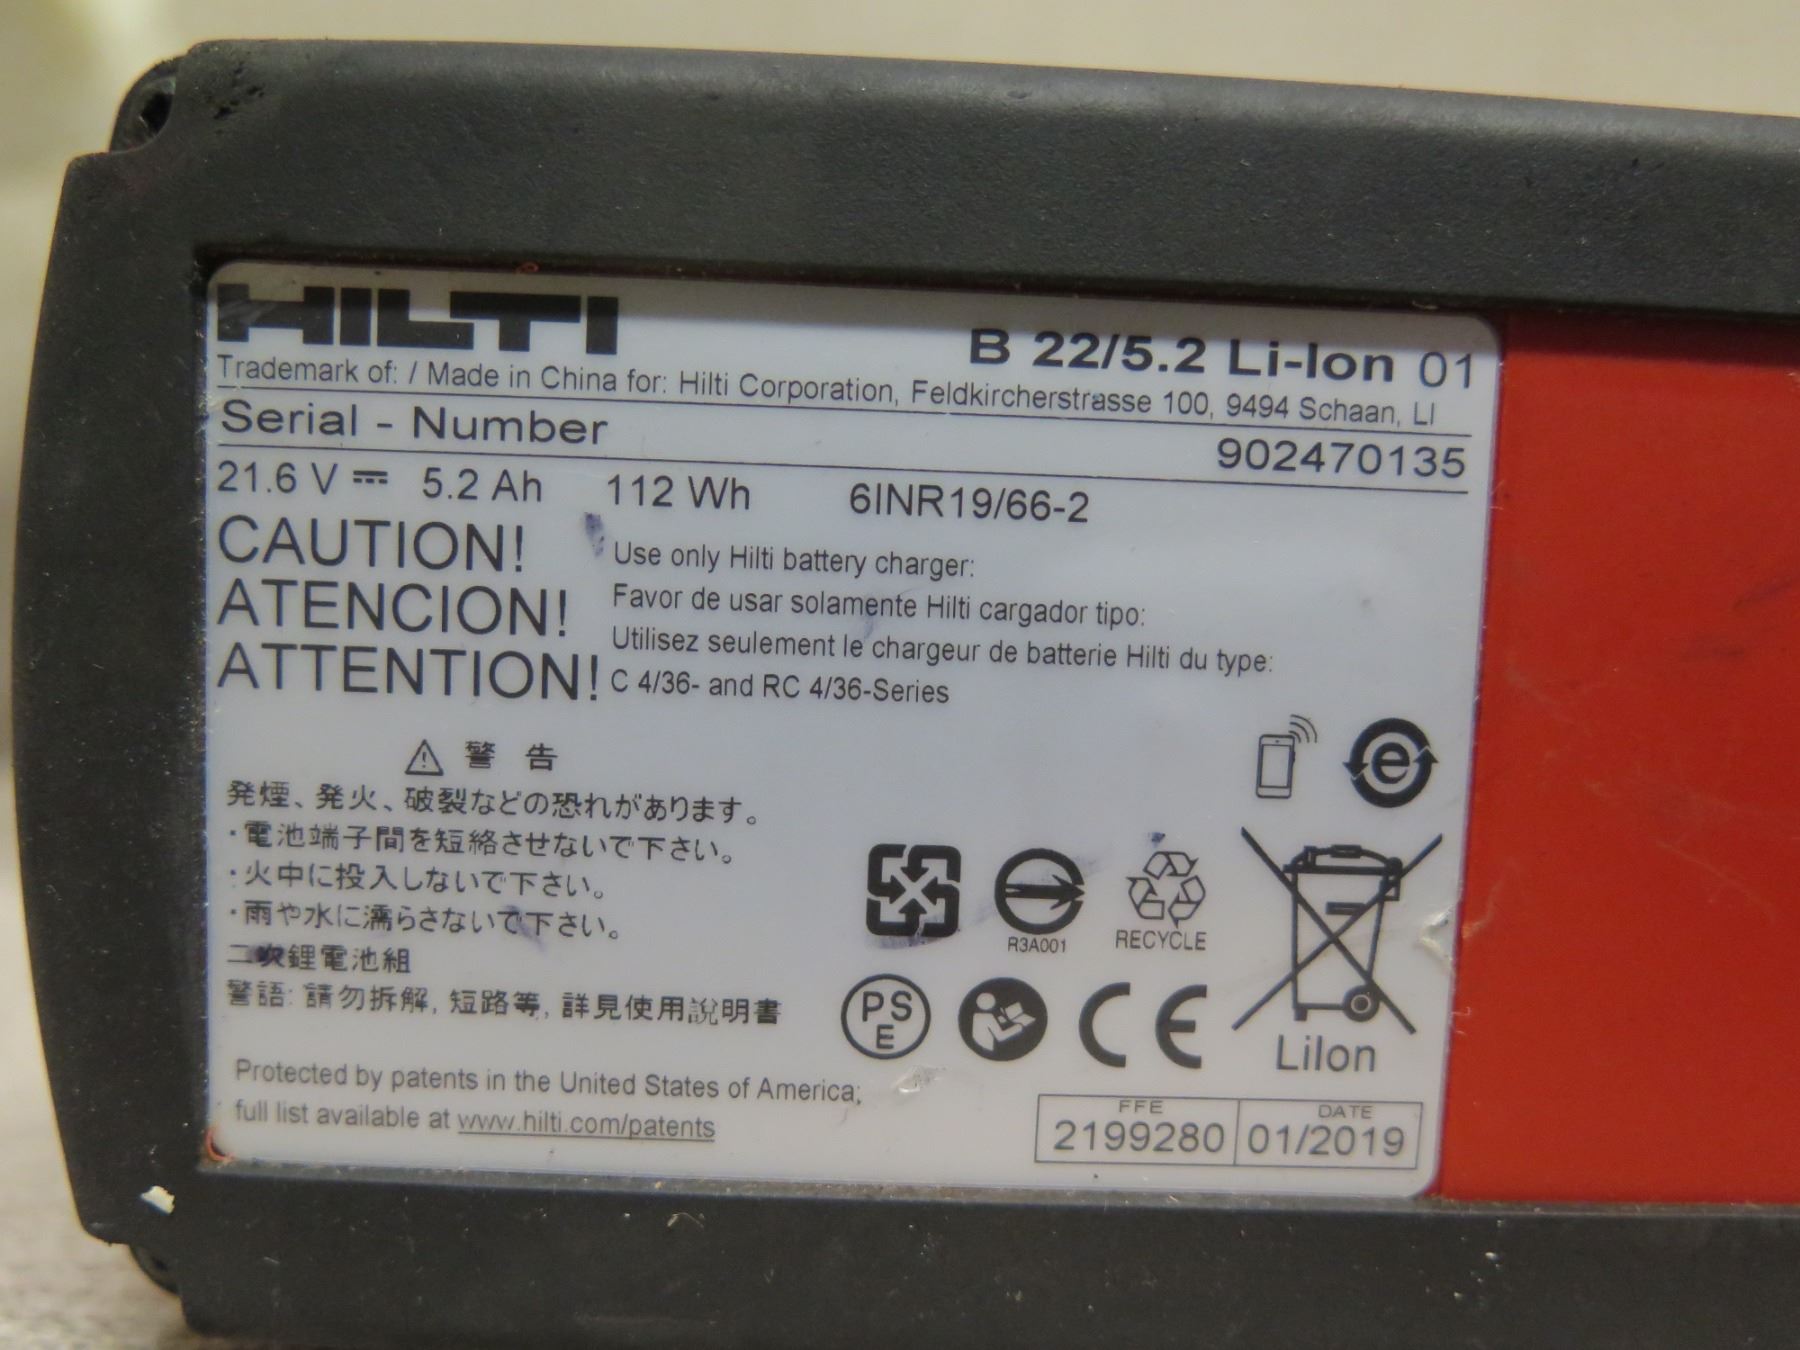 HILTI
B 22/5.2 Li-Ion 01
Trademark of: / Made in China for: Hilti Corporation, Feldkircherstrasse 100, 9494 Schaan, LI
Serial - Number 902470135
21.6 V ⎓ 5.2 Ah 112 Wh 6INR19/66-2
CAUTION!
ATENCION!
ATTENTION!
Use only Hilti battery charger:
Favor de usar solamente Hilti cargador tipo:
Utilisez seulement le chargeur de batterie Hilti du type:
C 4/36- and RC 4/36-Series
警 告
発煙、発火、破裂などの恐れがあります。
・電池端子間を短絡させないで下さい。
・火中に投入しないで下さい。
・雨や水に濡らさないで下さい。
二次鋰電池組
警語: 請勿拆解, 短路等, 詳見使用說明書
e
R3A001
RECYCLE
PS
E
CE
LiIon
Protected by patents in the United States of America;
full list available at www.hilti.com/patents
FFE DATE
2199280 01/2019